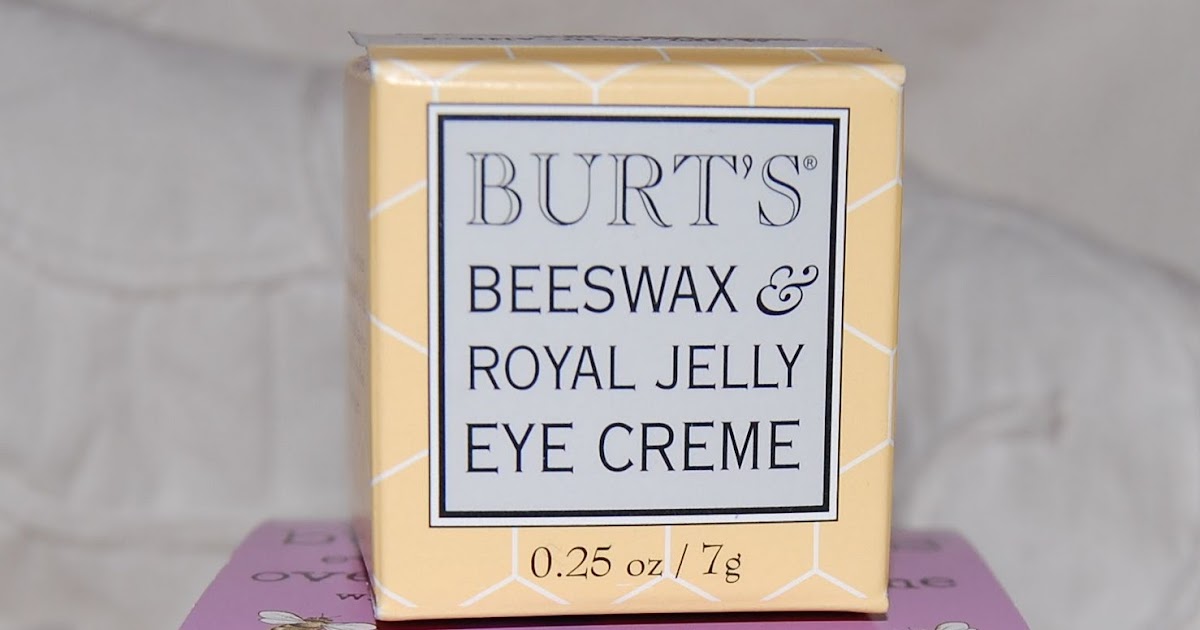 BURT'S®
BEESWAX &
ROYAL JELLY
EYE CREME
0.25 oz / 7g